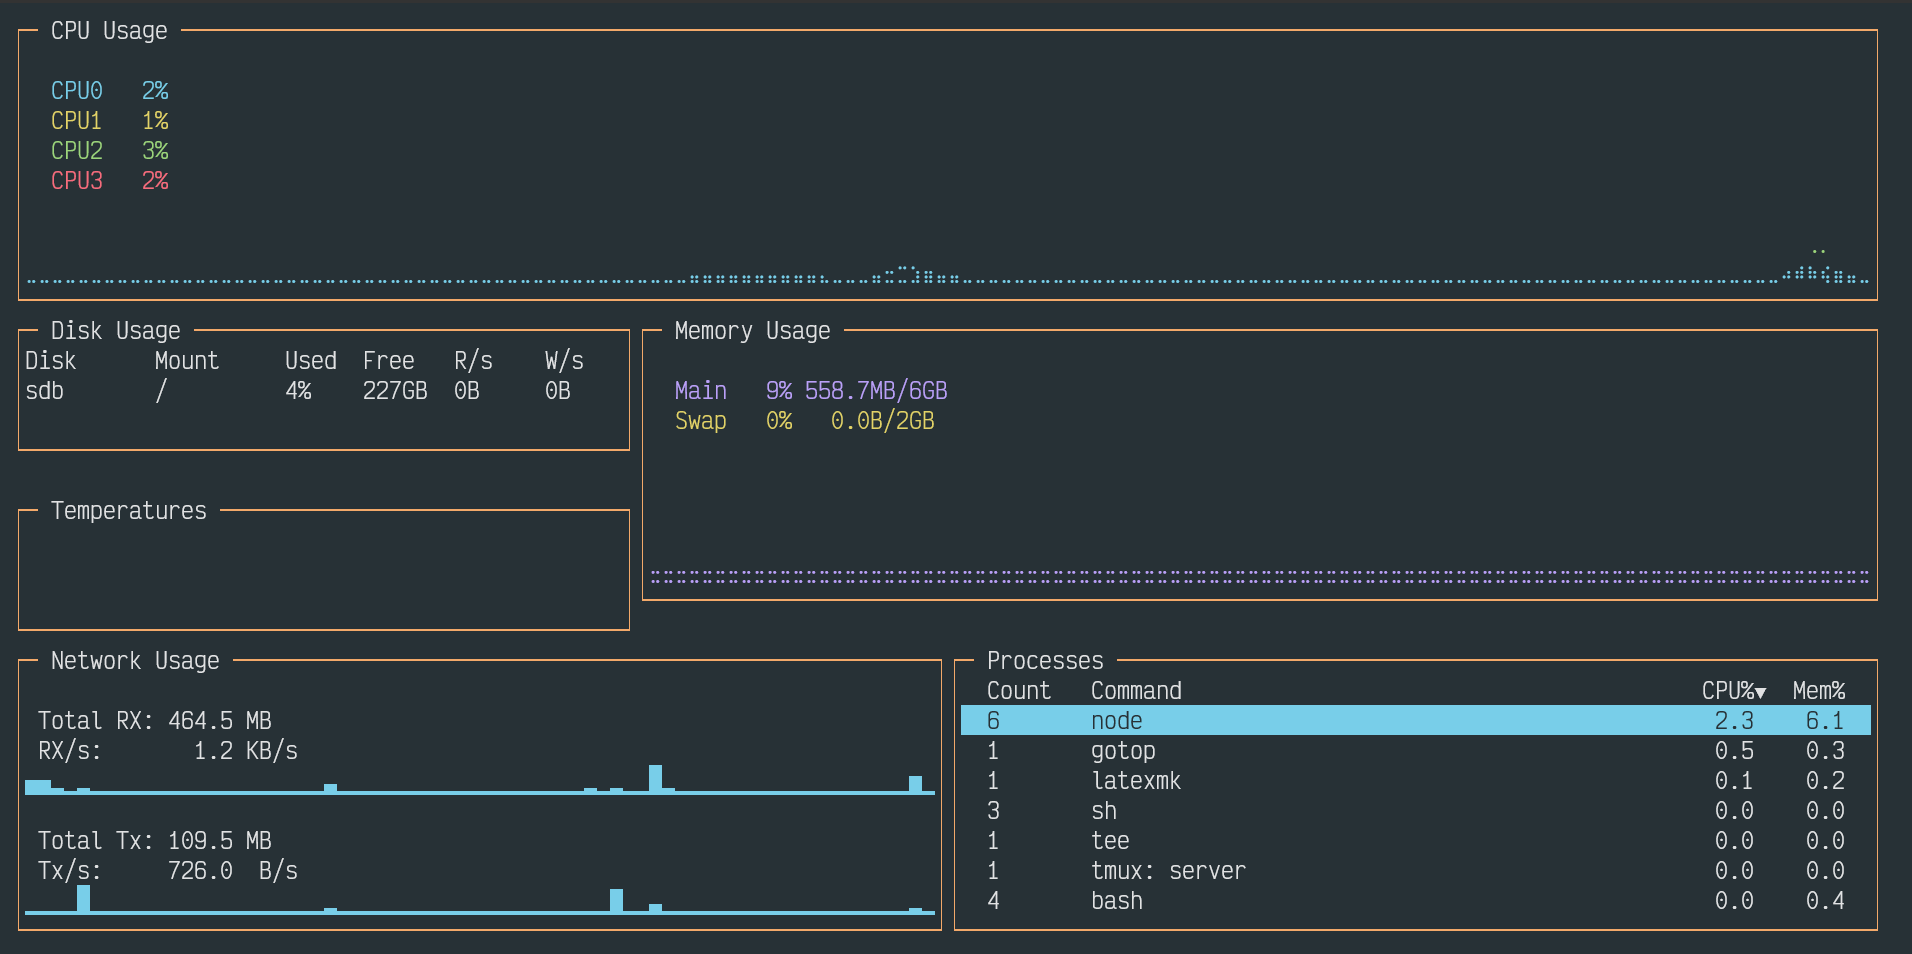 CPU Usage
CPU0 2%
CPU1 1%
CPU2 3%
CPU3 2%
Disk Usage
Disk Mount Used Free R/s W/s
sdb / 4% 227GB 0B 0B
Memory Usage
Main 9% 558.7MB/6GB
Swap 0% 0.0B/2GB
Temperatures
Network Usage
Total RX: 464.5 MB
RX/s: 1.2 KB/s
Total Tx: 109.5 MB
Tx/s: 726.0 B/s
Processes
Count Command CPU%▼ Mem%
6 node 2.3 6.1
1 gotop 0.5 0.3
1 latexmk 0.1 0.2
3 sh 0.0 0.0
1 tee 0.0 0.0
1 tmux: server 0.0 0.0
4 bash 0.0 0.4